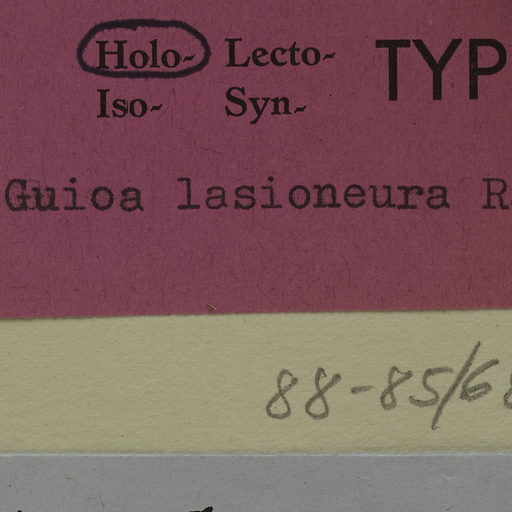 Holo- Lecto- TYP
Iso- Syn-
Guioa lasioneura R
88-85/68